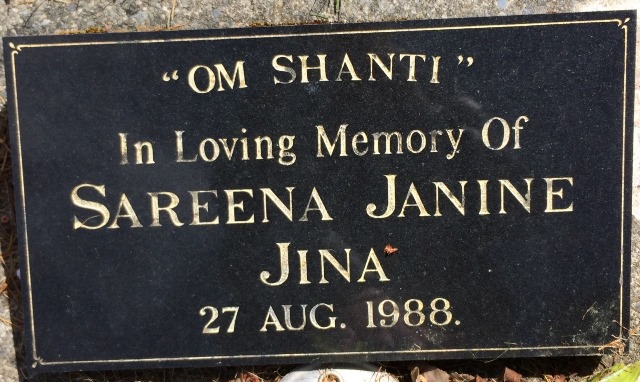 "OM SHANTI"
In Loving Memory Of
SAREENA JANINE
JINA
27 AUG. 1988.